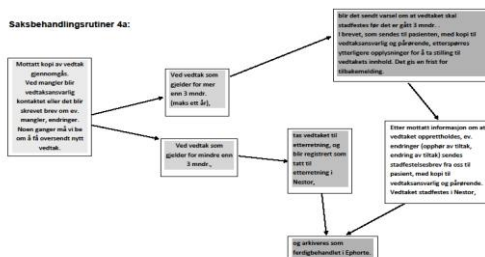 Saksbehandlingsrutiner 4a:
Mottatt kopi av vedtak
gjennomgås.
Ved mangler blir
vedtaksansvarlig
kontaktet eller det blir
skrevet brev om ev.
mangler, endringer.
Noen ganger må vi be
om å få oversendt nytt
vedtak.
Ved vedtak som
gjelder for mer
enn 3 mndr.
(maks ett år),
blir det sendt varsel om at vedtaket skal
stadfestes før det er gått 3 mndr. .
I brevet, som sendes til pasienten, med kopi til
vedtaksansvarlig og pårørende, etterspørres
ytterligere opplysninger for å ta stilling til
vedtakets innhold. Det gis en frist for
tilbakemelding.
Ved vedtak som
gjelder for mindre enn
3 mndr.,
tas vedtaket til
etterretning, og
blir registrert som
tatt til
etterretning i
Nestor,
Etter mottatt informasjon om at
vedtaket opprettholdes, ev.
endringer (opphør av tiltak,
endring av tiltak) sendes
stadfestelsesbrev fra oss til
pasient, med kopi til
vedtaksansvarlig og pårørende.
Vedtaket stadfestes i Nestor,
og arkiveres som
ferdigbehandlet i Ephorte.